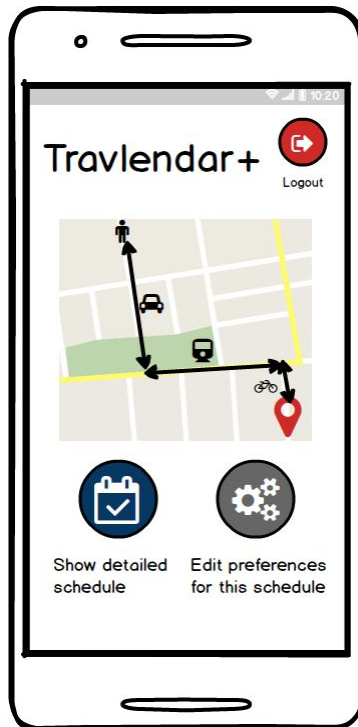 10:20
Travlendar+
Logout
Show detailed
schedule
Edit preferences
for this schedule